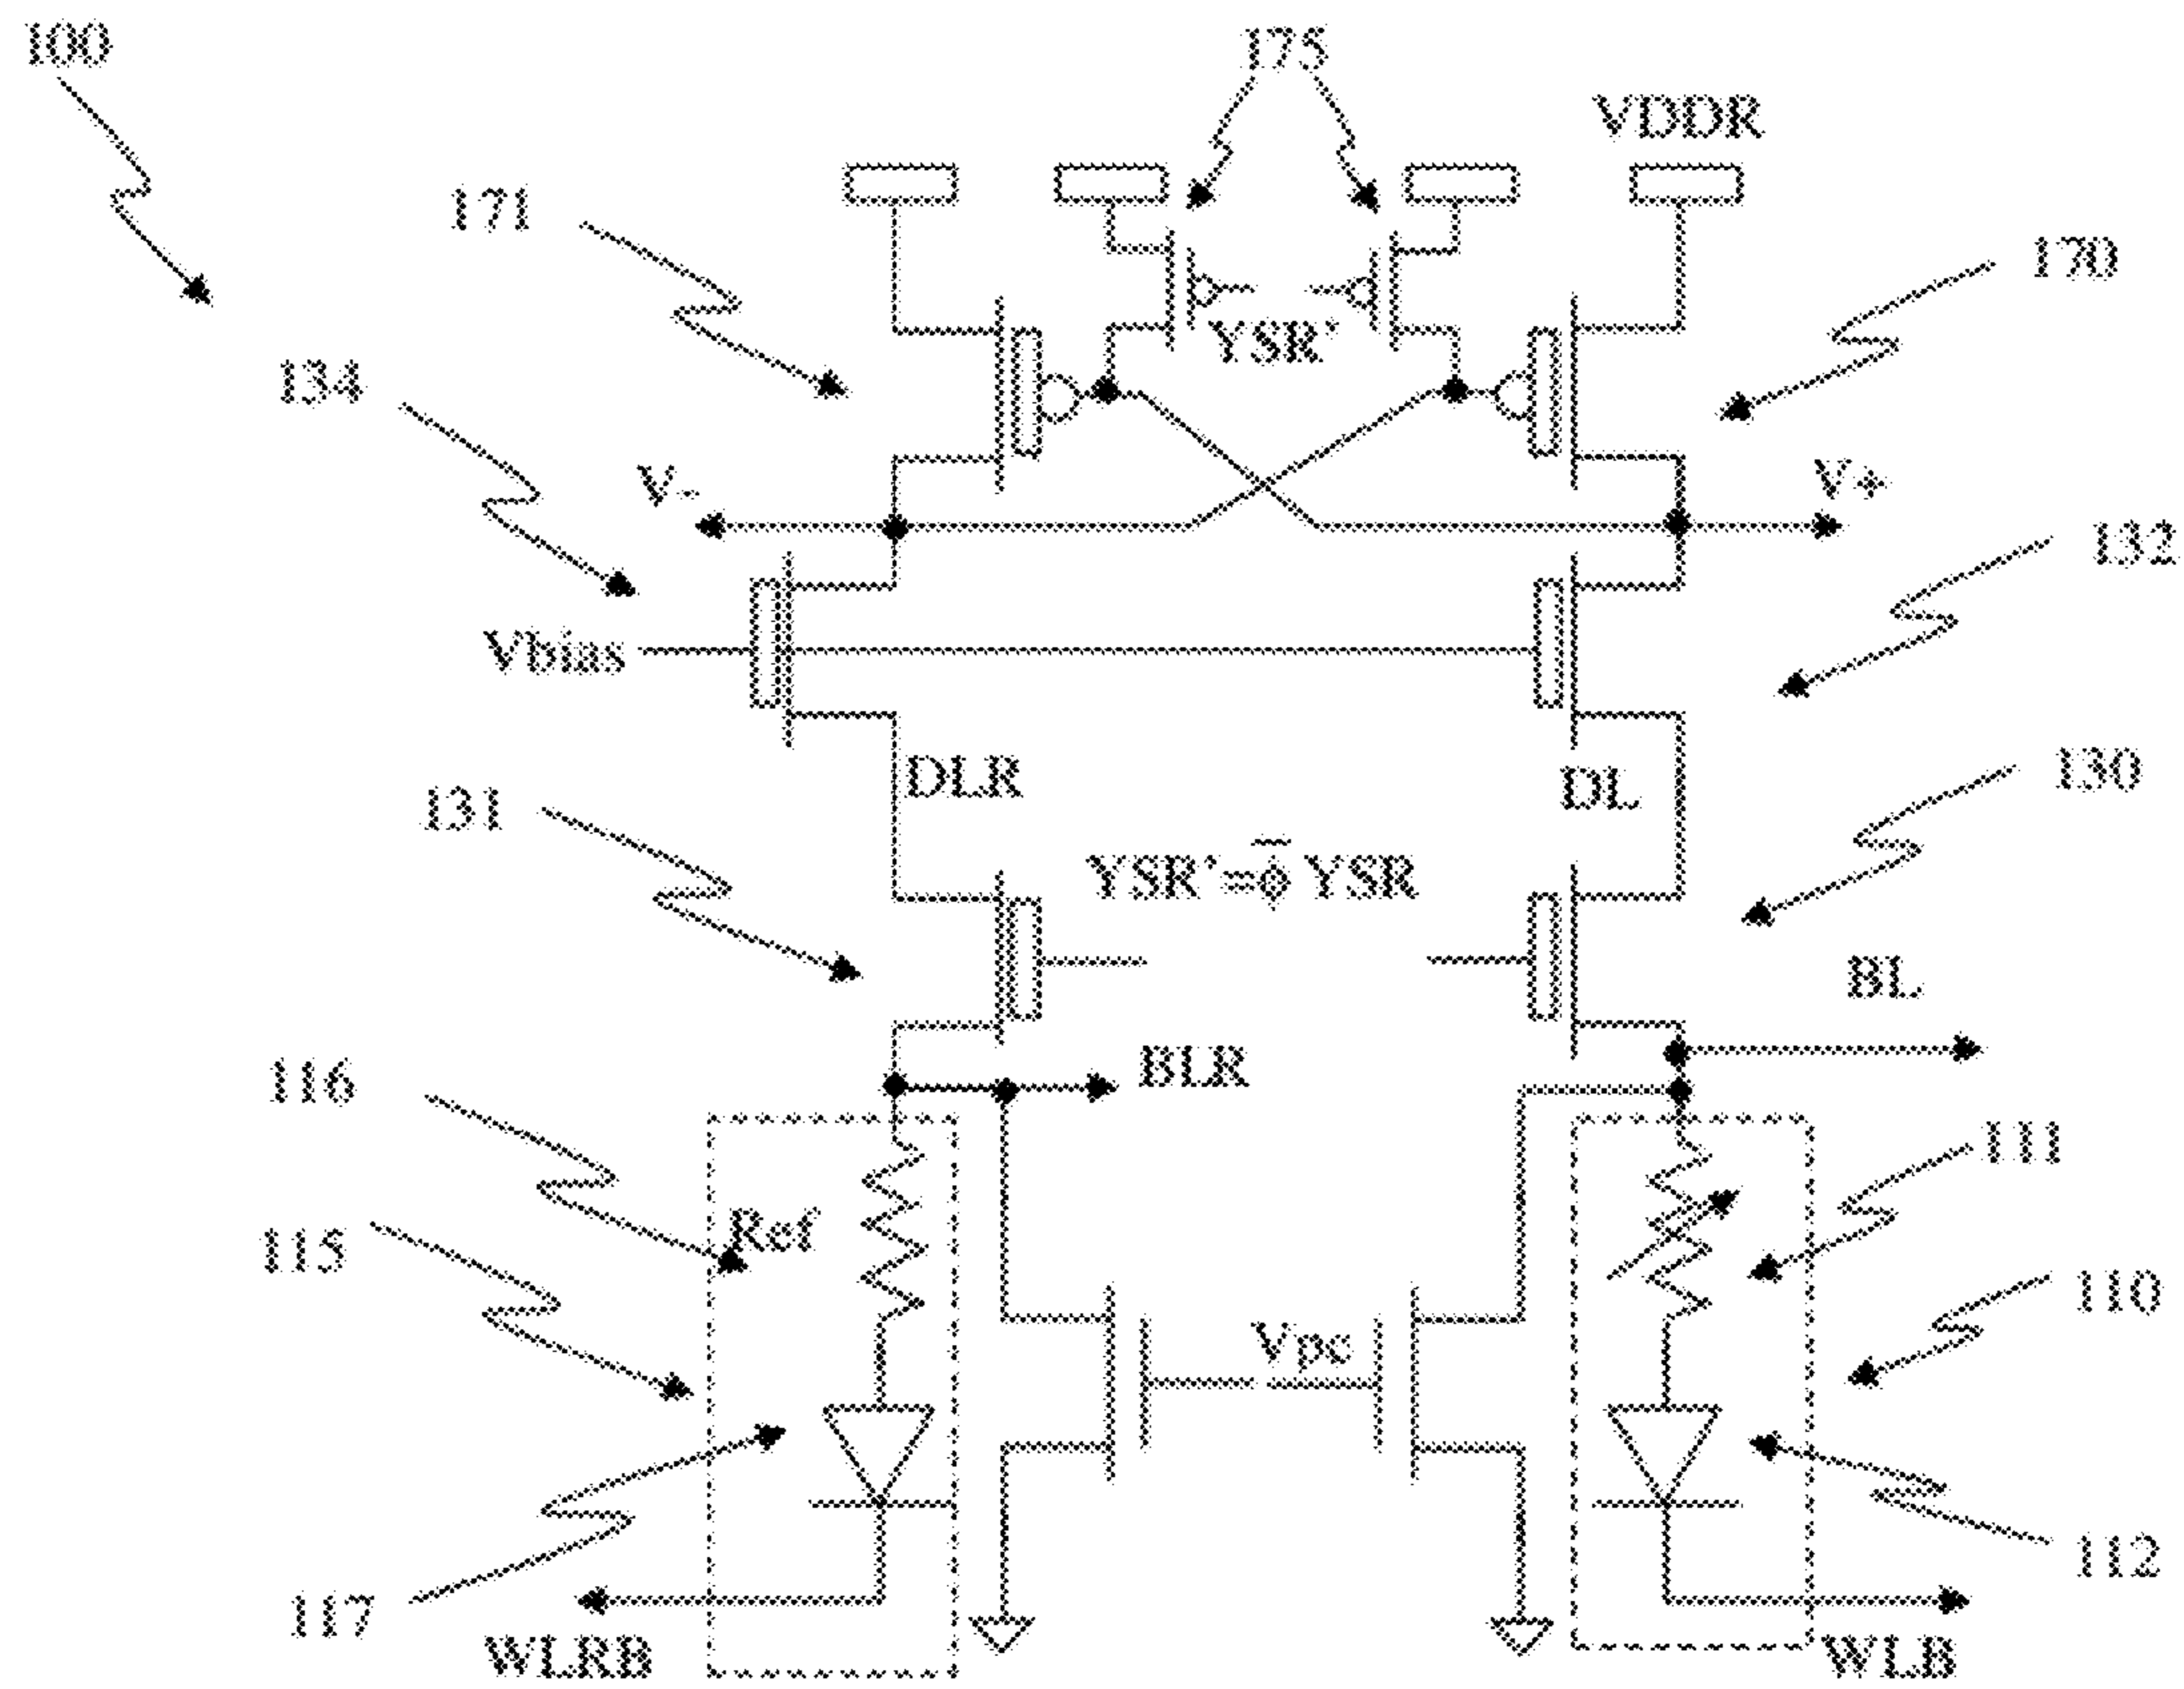 100
175
VDDR
171
170
YSR'
134
V-
V+
132
Vbias
DLR
DL
131
130
YSR'=ϕ̅ YSR
BL
BLR
116
111
Ref
115
110
Vpc
112
117
WLRB
WLB